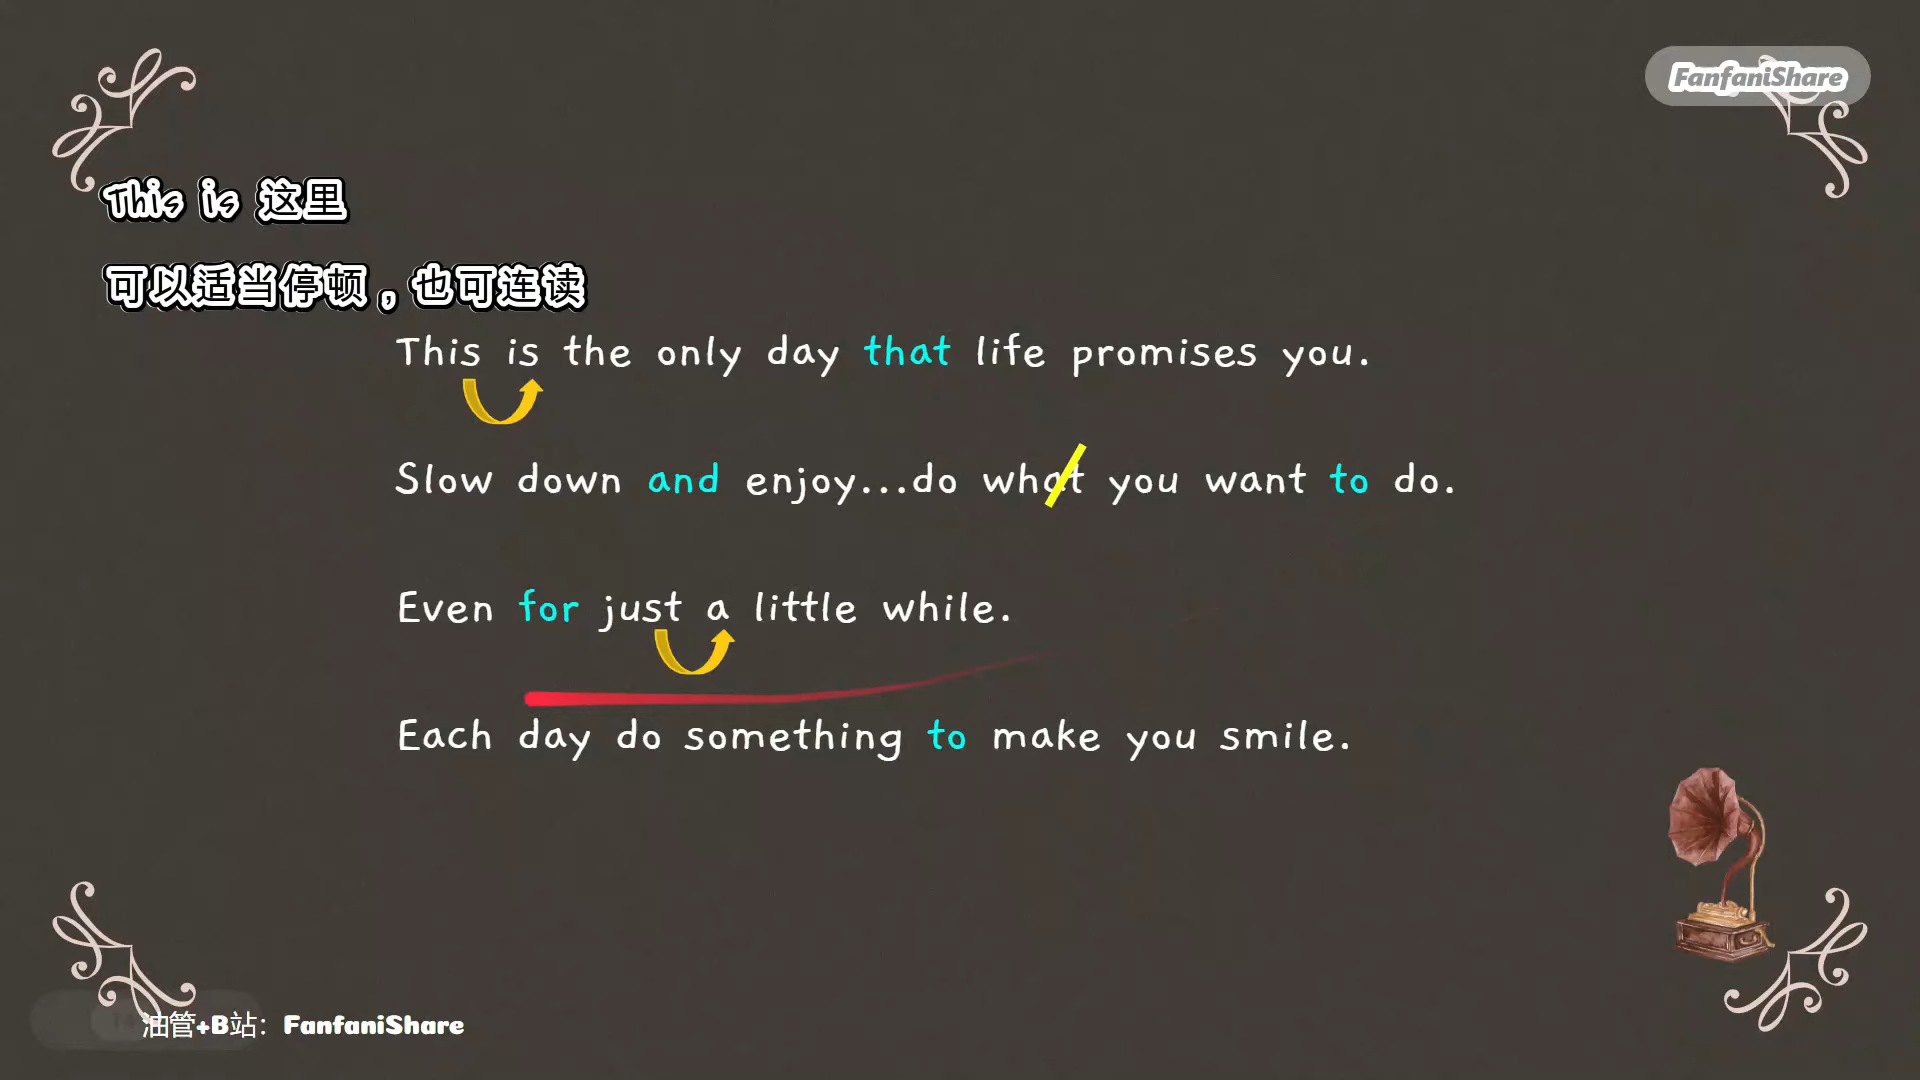 FanfaniShare
This is 这里
可以适当停顿，也可连读
This is the only day that life promises you.
Slow down and enjoy...do what you want to do.
Even for just a little while.
Each day do something to make you smile.
油管+B站：FanfaniShare